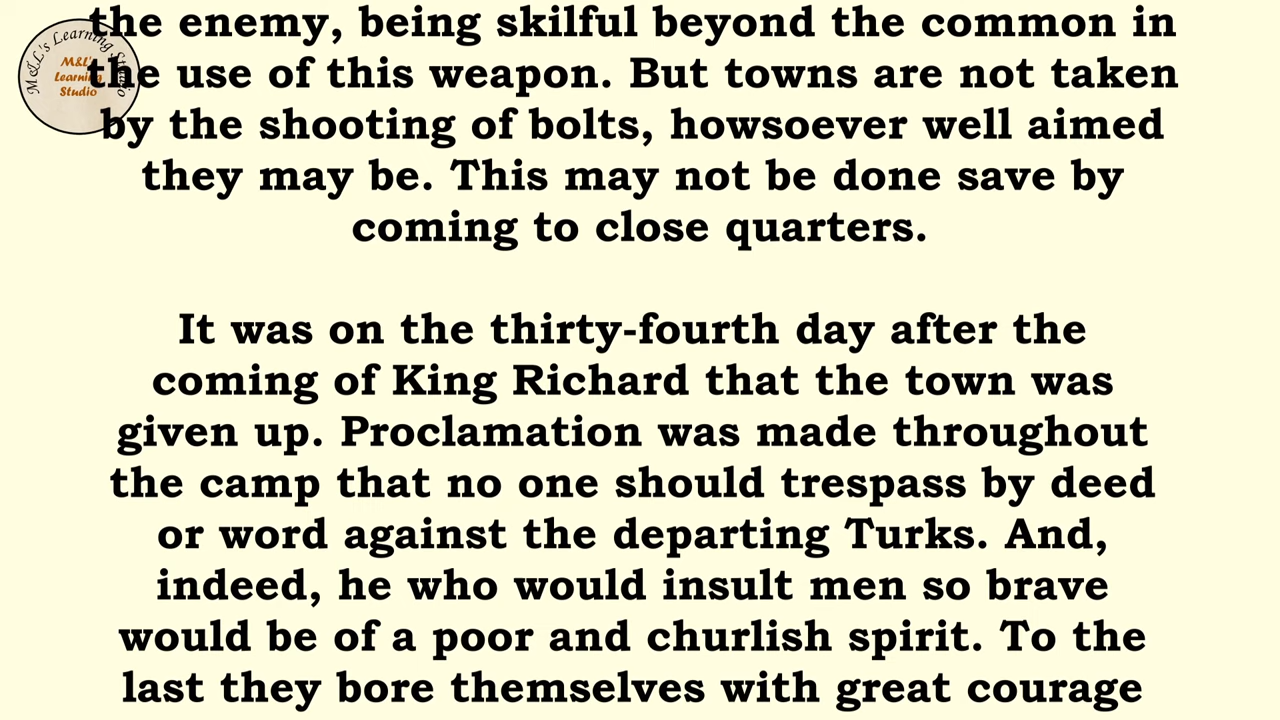 the enemy, being skilful beyond the common in
the use of this weapon. But towns are not taken
by the shooting of bolts, howsoever well aimed
they may be. This may not be done save by
coming to close quarters.
It was on the thirty-fourth day after the
coming of King Richard that the town was
given up. Proclamation was made throughout
the camp that no one should trespass by deed
or word against the departing Turks. And,
indeed, he who would insult men so brave
would be of a poor and churlish spirit. To the
last they bore themselves with great courage
M&L's Learning Studio
M&L's
Learning
Studio